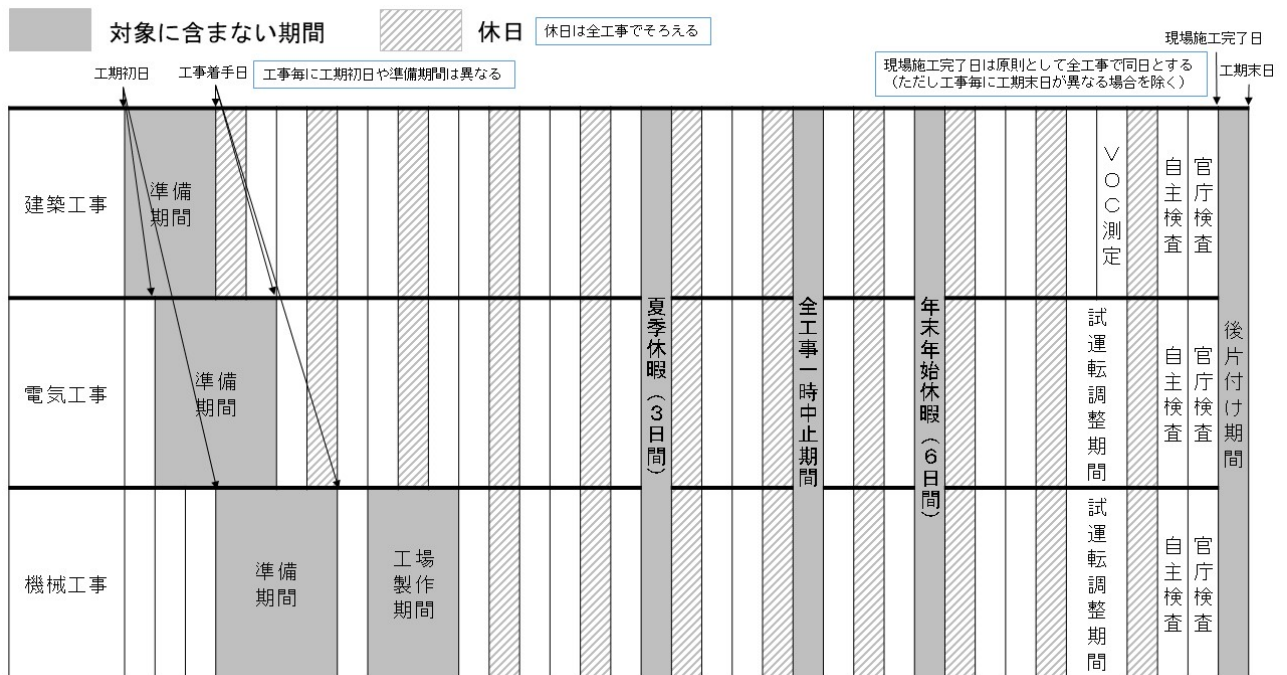 対象に含まない期間
休日
休日は全工事でそろえる
現場施工完了日
工期初日
工事着手日
工事毎に工期初日や準備期間は異なる
現場施工完了日は原則として全工事で同日とする
（ただし工事毎に工期末日が異なる場合を除く）
工期末日
建築工事
準備
期間
VOC測定
自主検査
官庁検査
電気工事
準備
期間
夏季休暇（３日間）
全工事一時中止期間
年末年始休暇（６日間）
試運転調整期間
自主検査
官庁検査
後片付け期間
機械工事
準備
期間
工場
製作
期間
試運転調整期間
自主検査
官庁検査